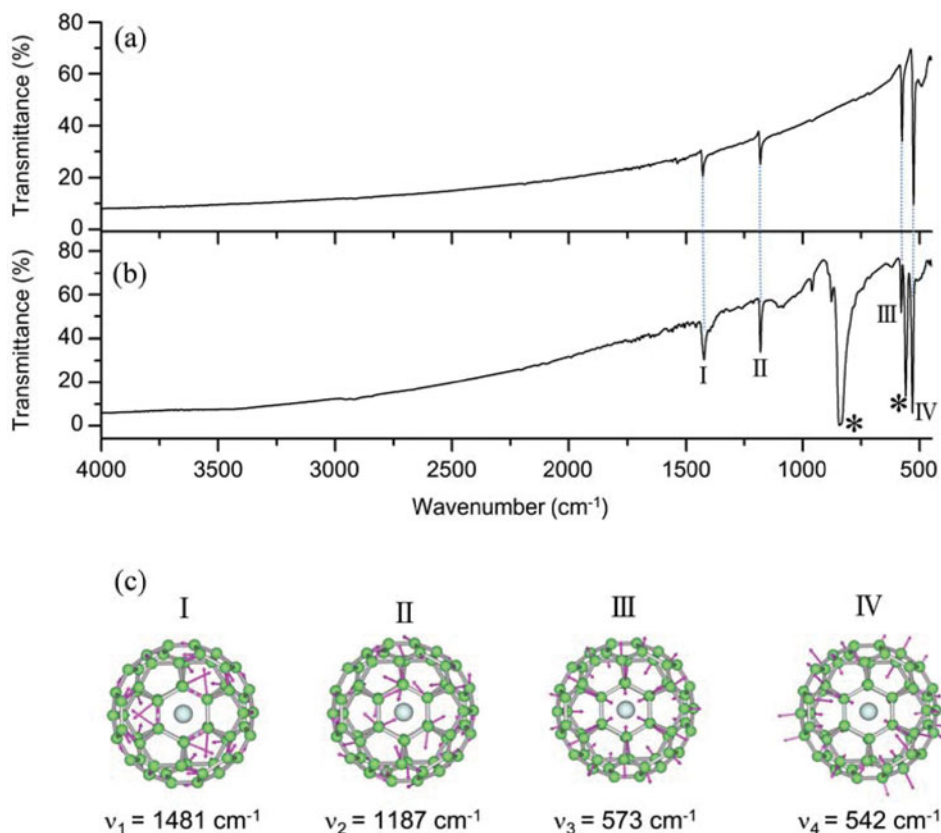 (a)
Transmittance (%)
80
60
40
20
0
(b)
Transmittance (%)
80
60
40
20
0
I
II
III
*
*
IV
4000 3500 3000 2500 2000 1500 1000 500
Wavenumber (cm⁻¹)
(c)
I II III IV
ν₁ = 1481 cm⁻¹ ν₂ = 1187 cm⁻¹ ν₃ = 573 cm⁻¹ ν₄ = 542 cm⁻¹